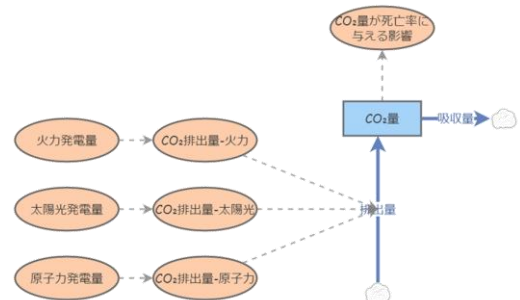 CO₂量が死亡率に
与える影響
CO₂量
吸収量
火力発電量
CO₂排出量-火力
太陽光発電量
CO₂排出量-太陽光
排出量
原子力発電量
CO₂排出量-原子力